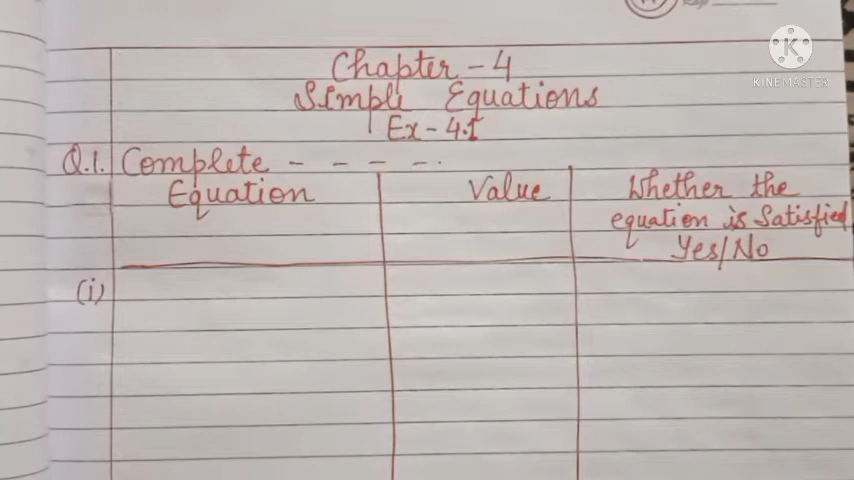 Chapter - 4
Simple Equations
Ex - 4.1
Q.1. Complete - - - - .
Equation Value Whether the
equation is Satisfied
Yes/No
(i)
KINEMASTER